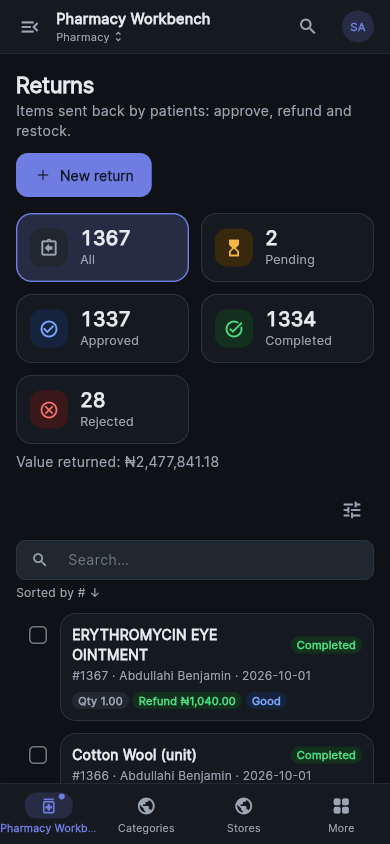 Pharmacy Workbench
Pharmacy
SA
Returns
Items sent back by patients: approve, refund and
restock.
+ New return
1367
All
2
Pending
1337
Approved
1334
Completed
28
Rejected
Value returned: ₦2,477,841.18
Search...
Sorted by # ↓
ERYTHROMYCIN EYE
OINTMENT
Completed
#1367 · Abdullahi Benjamin · 2026-10-01
Qty 1.00
Refund ₦1,040.00
Good
Cotton Wool (unit)
Completed
#1366 · Abdullahi Benjamin · 2026-10-01
Pharmacy Workb...
Categories
Stores
More